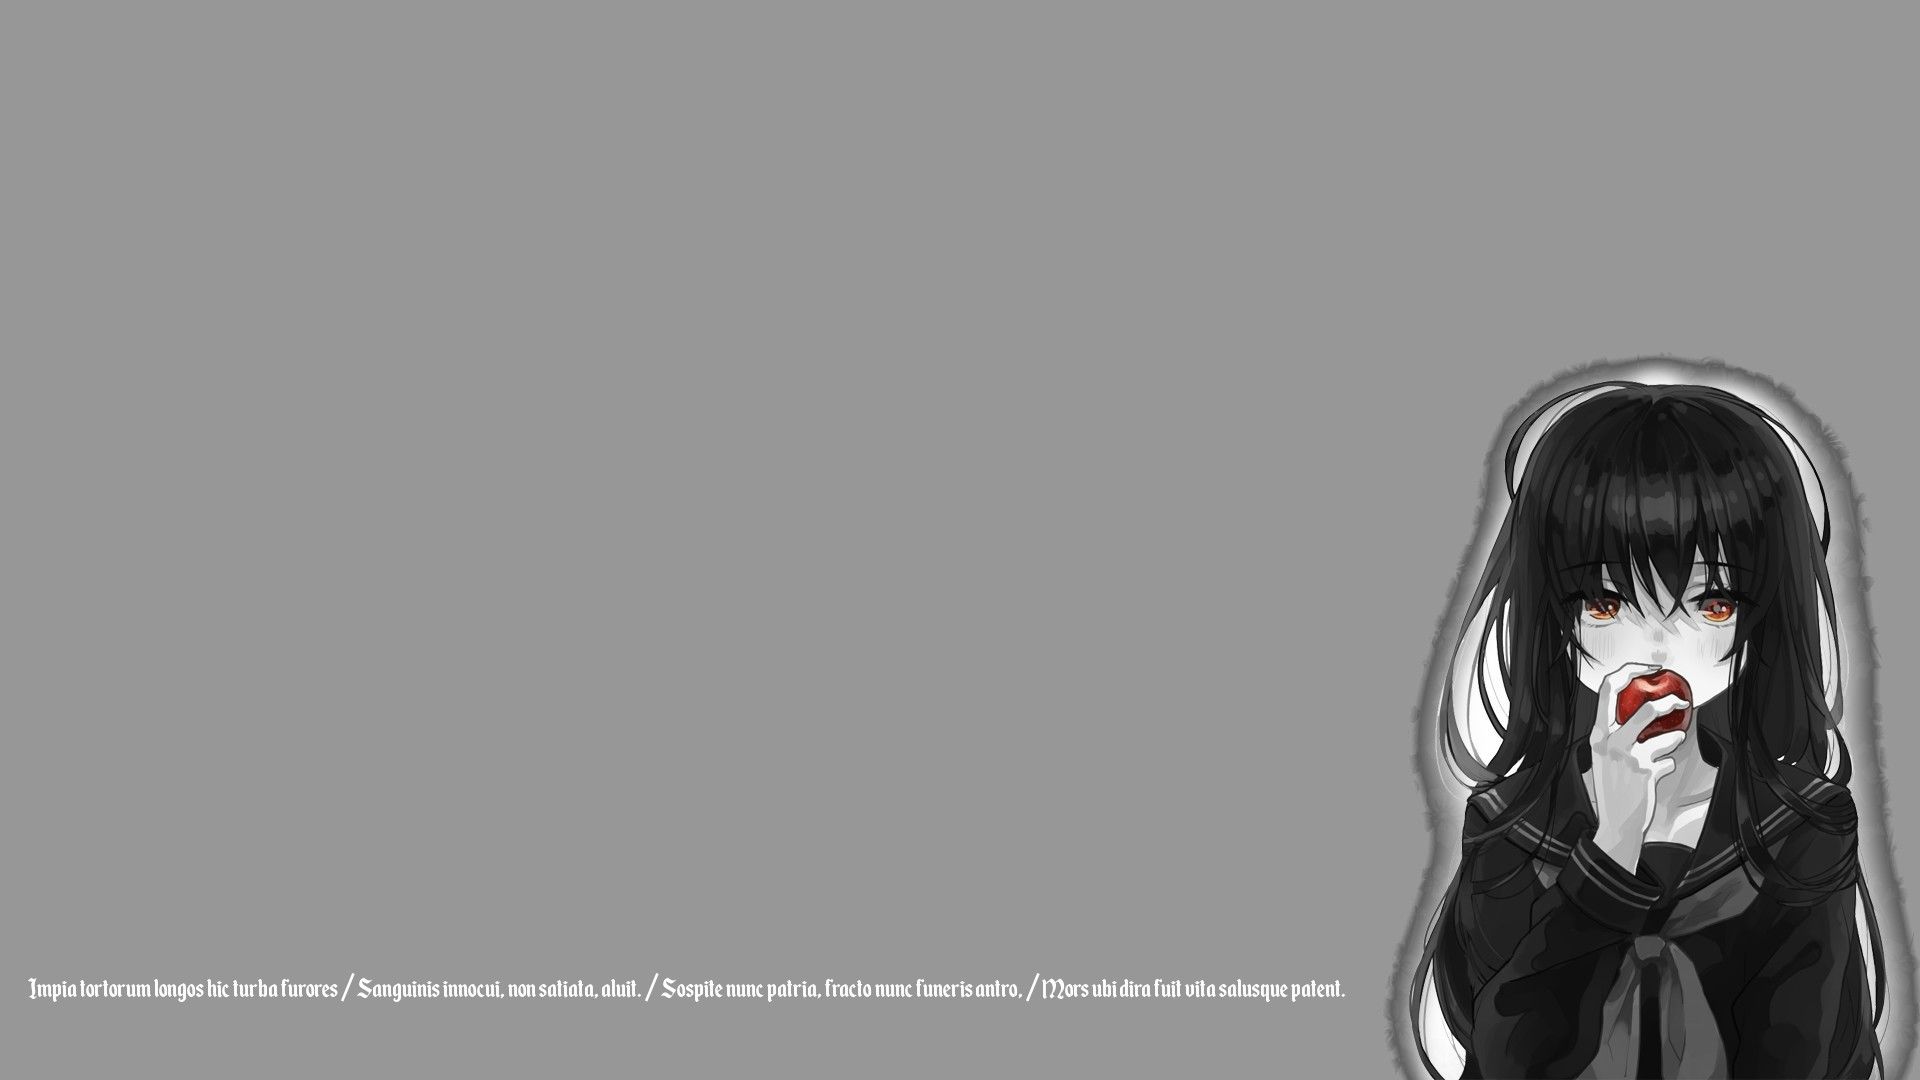 Impia tortorum longos hic turba furores / Sanguinis innocui, non satiata, aluit. / Sospite nunc patria, fracto nunc funeris antro, / Mors ubi dira fuit vita salusque patent.